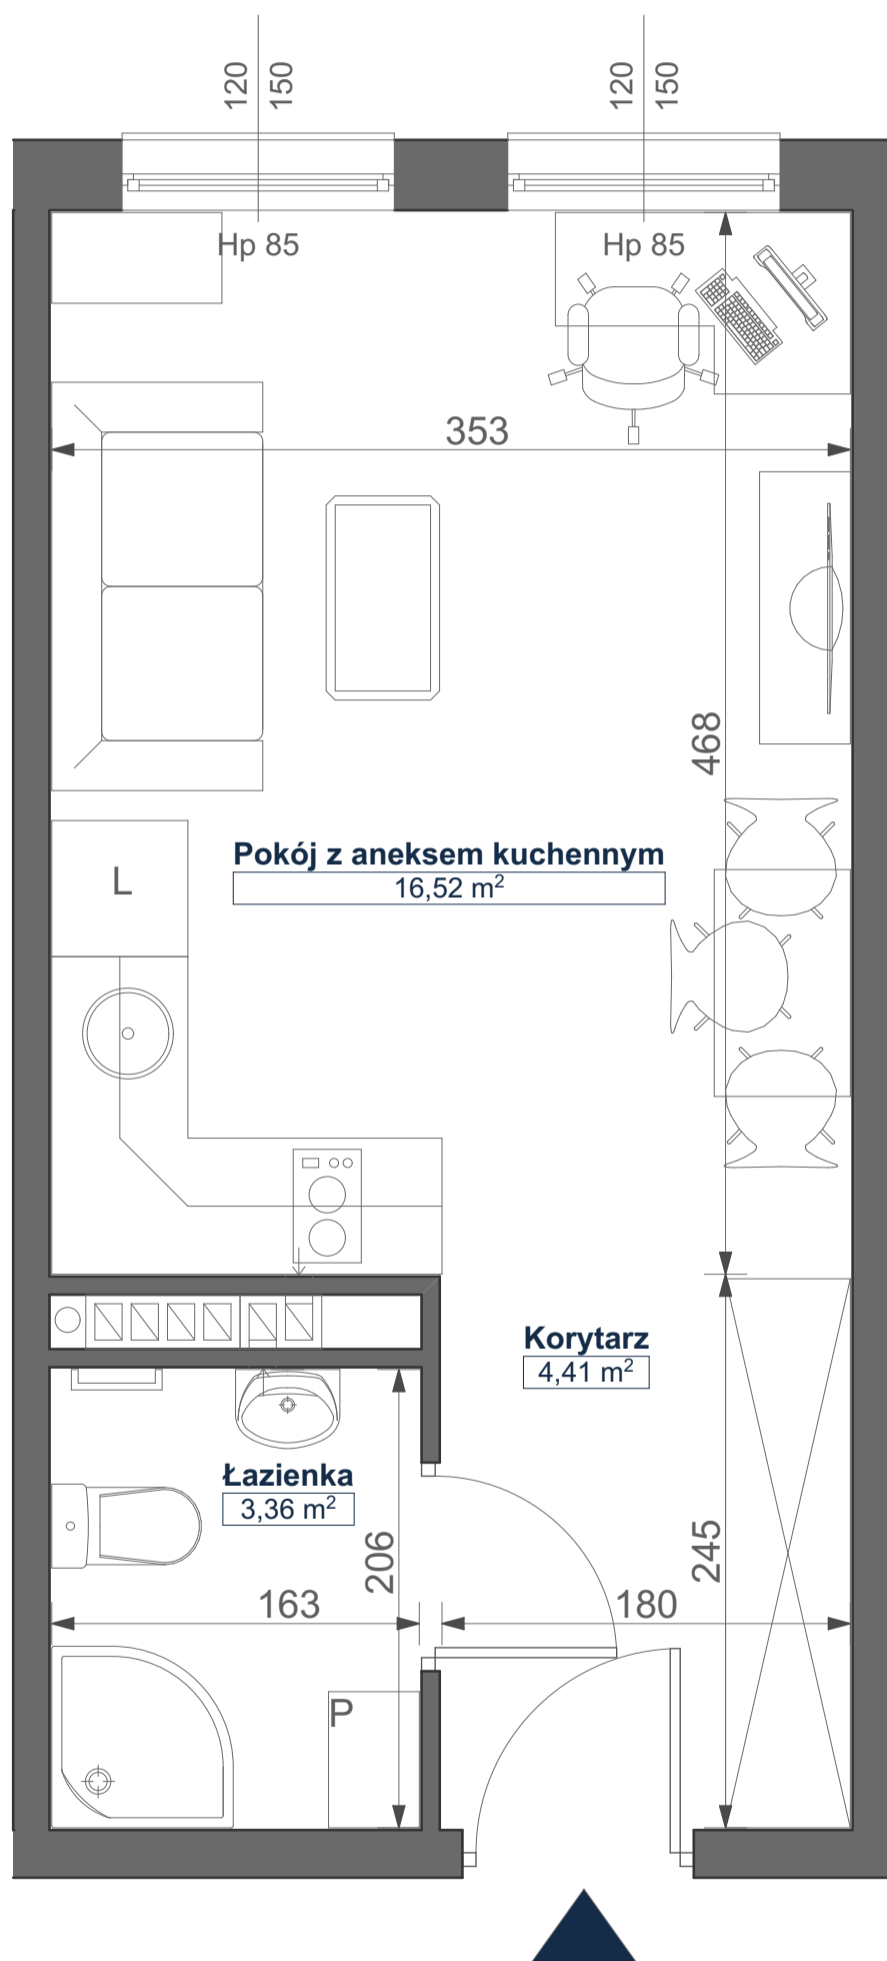 120
150
120
150
Hp 85
Hp 85
353
468
Pokój z aneksem kuchennym
16,52 m²
L
Korytarz
4,41 m²
Łazienka
3,36 m²
206
245
163
180
P